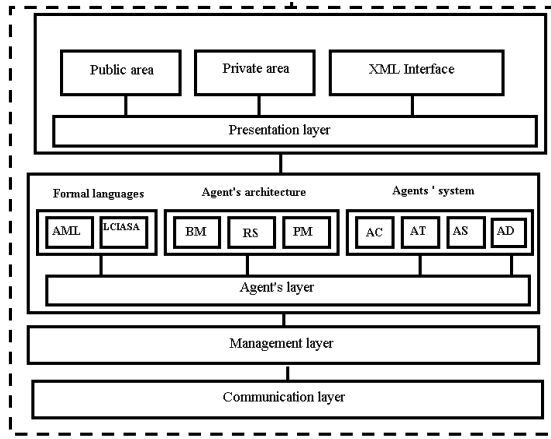 Public area
Private area
XML Interface
Presentation layer
Formal languages
Agent's architecture
Agents ' system
AML
LCIASA
BM
RS
PM
AC
AT
AS
AD
Agent's layer
Management layer
Communication layer